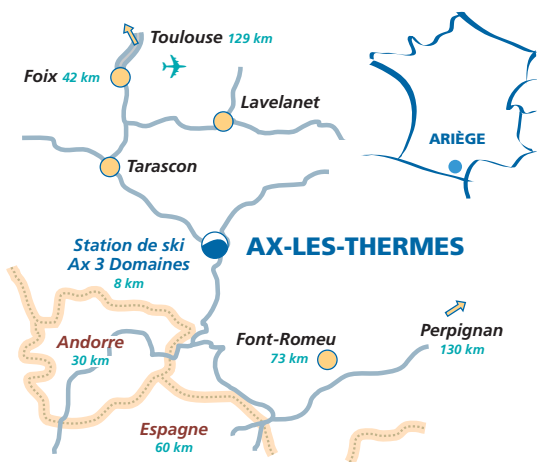 Toulouse 129 km
Foix 42 km
Lavelanet
Tarascon
ARIÈGE
Station de ski
Ax 3 Domaines
8 km
AX-LES-THERMES
Andorre
30 km
Font-Romeu
73 km
Perpignan
130 km
Espagne
60 km